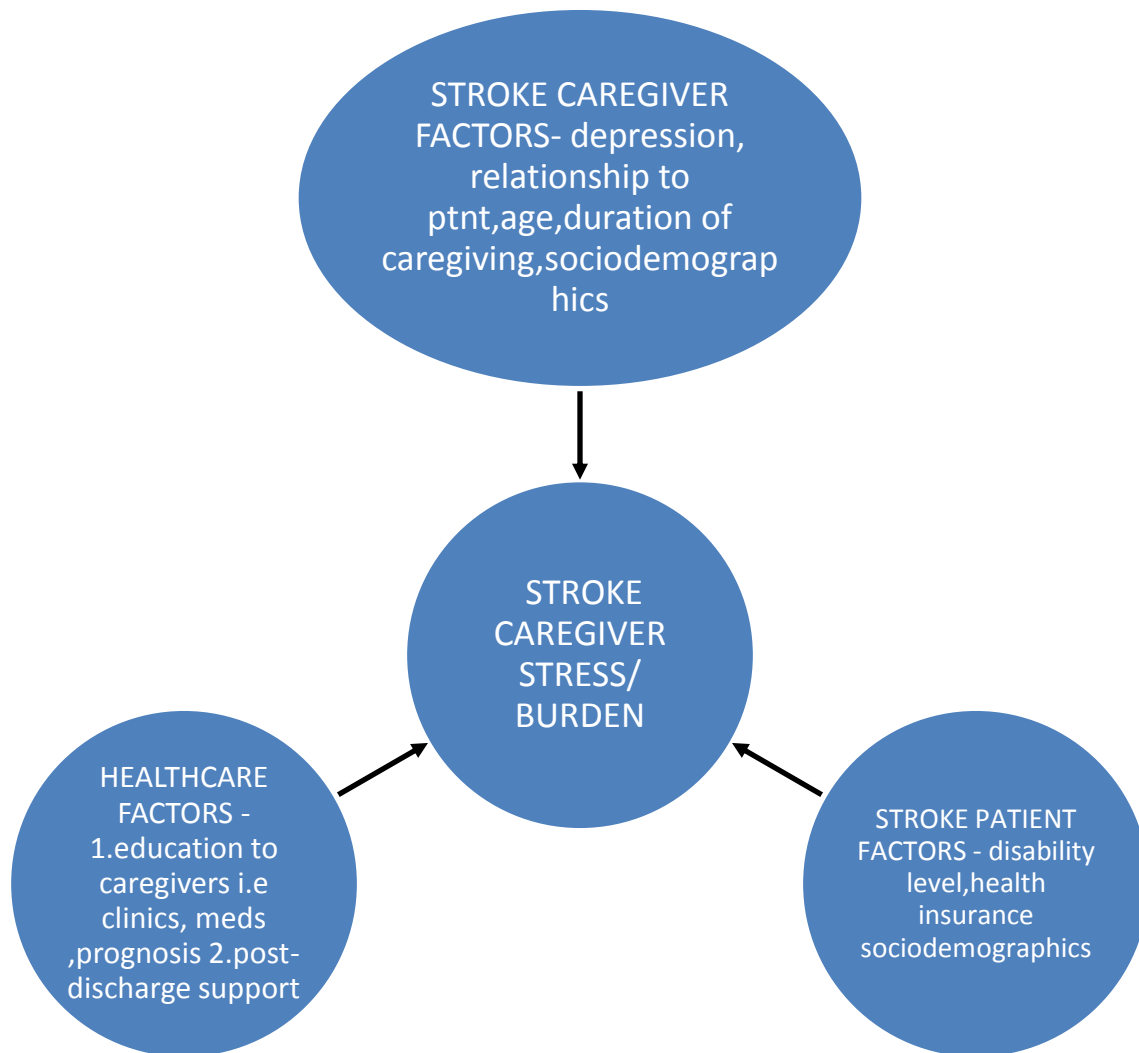 STROKE CAREGIVER
FACTORS- depression,
relationship to
ptnt,age,duration of
caregiving,sociodemograp
hics
STROKE
CAREGIVER
STRESS/
BURDEN
HEALTHCARE
FACTORS -
1.education to
caregivers i.e
clinics, meds
,prognosis 2.post-
discharge support
STROKE PATIENT
FACTORS - disability
level,health
insurance
sociodemographics